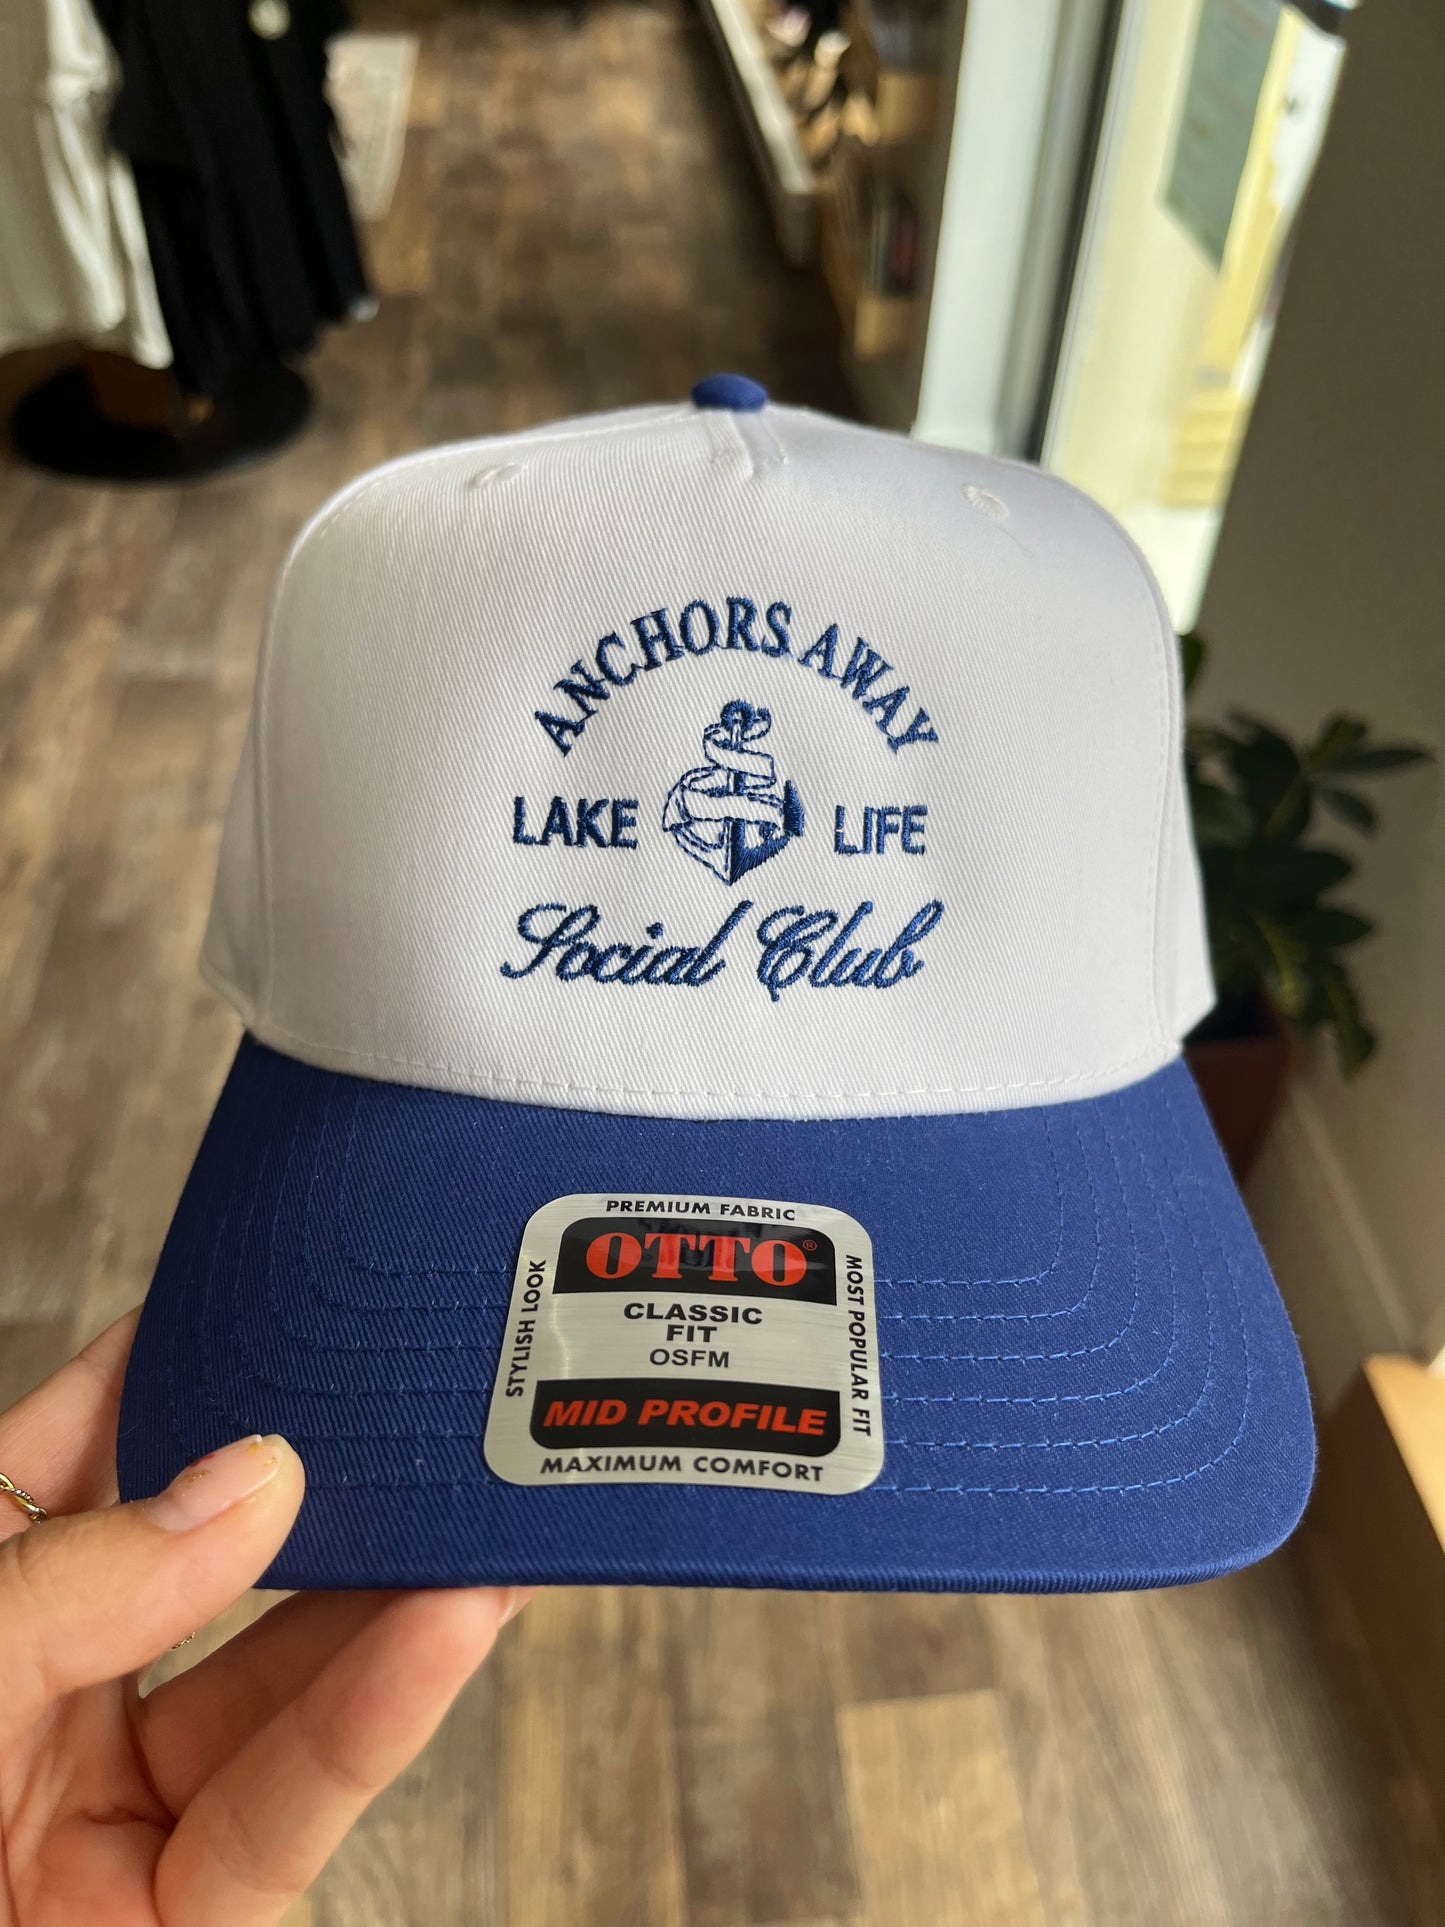 ANCHORS AWAY
LAKE LIFE
Social Club
PREMIUM FABRIC
OTTO®
STYLISH LOOK
CLASSIC
FIT
OSFM
MOST POPULAR FIT
MID PROFILE
MAXIMUM COMFORT